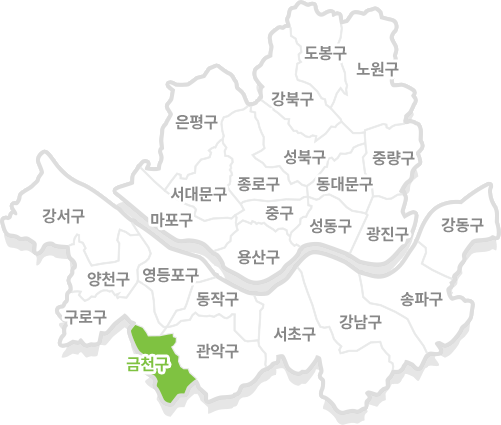 도봉구
노원구
강북구
은평구
성북구
중랑구
종로구
동대문구
서대문구
중구
마포구
강서구
성동구
광진구
강동구
용산구
양천구
영등포구
동작구
송파구
구로구
강남구
서초구
관악구
금천구